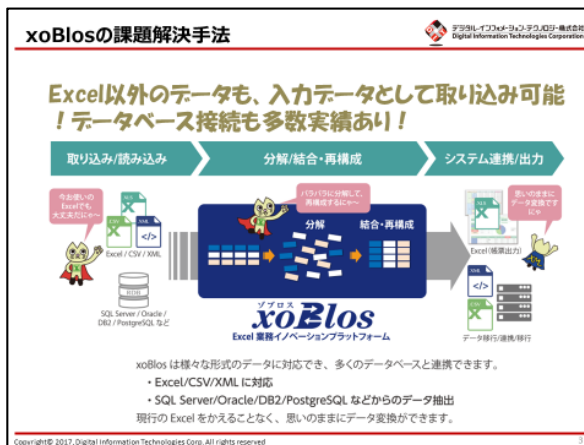 xoBlosの課題解決手法
デジタル・インフォメーション・テクノロジー株式会社
Digital Information Technologies Corporation
Excel以外のデータも、入力データとして取り込み可能
！データベース接続も多数実績あり！
取り込み/読み込み
分解/結合・再構成
システム連携/出力
今お使いの
Excelでも
大丈夫だにゃ～
XLS
CSV
XML
</>
Excel / CSV / XML
SQL Server / Oracle /
DB2 / PostgreSQL など
バラバラに分解して、
再構成するにゃ～
分解
結合・再構成
ゾブロス
xoBlos
Excel 業務イノベーションプラットフォーム
思いのままに
データ変換です
にゃ
XLS
Excel(帳票出力)
XML
</>
CSV
データ移行/連携/移行
xoBlos は様々な形式のデータに対応でき、多くのデータベースと連携できます。
・Excel/CSV/XML に対応
・SQL Server/Oracle/DB2/PostgreSQL などからのデータ抽出
現行の Excel をかえることなく、思いのままにデータ変換ができます。
Copyright© 2017, Digital Information Technologies Corp. All rights reserved